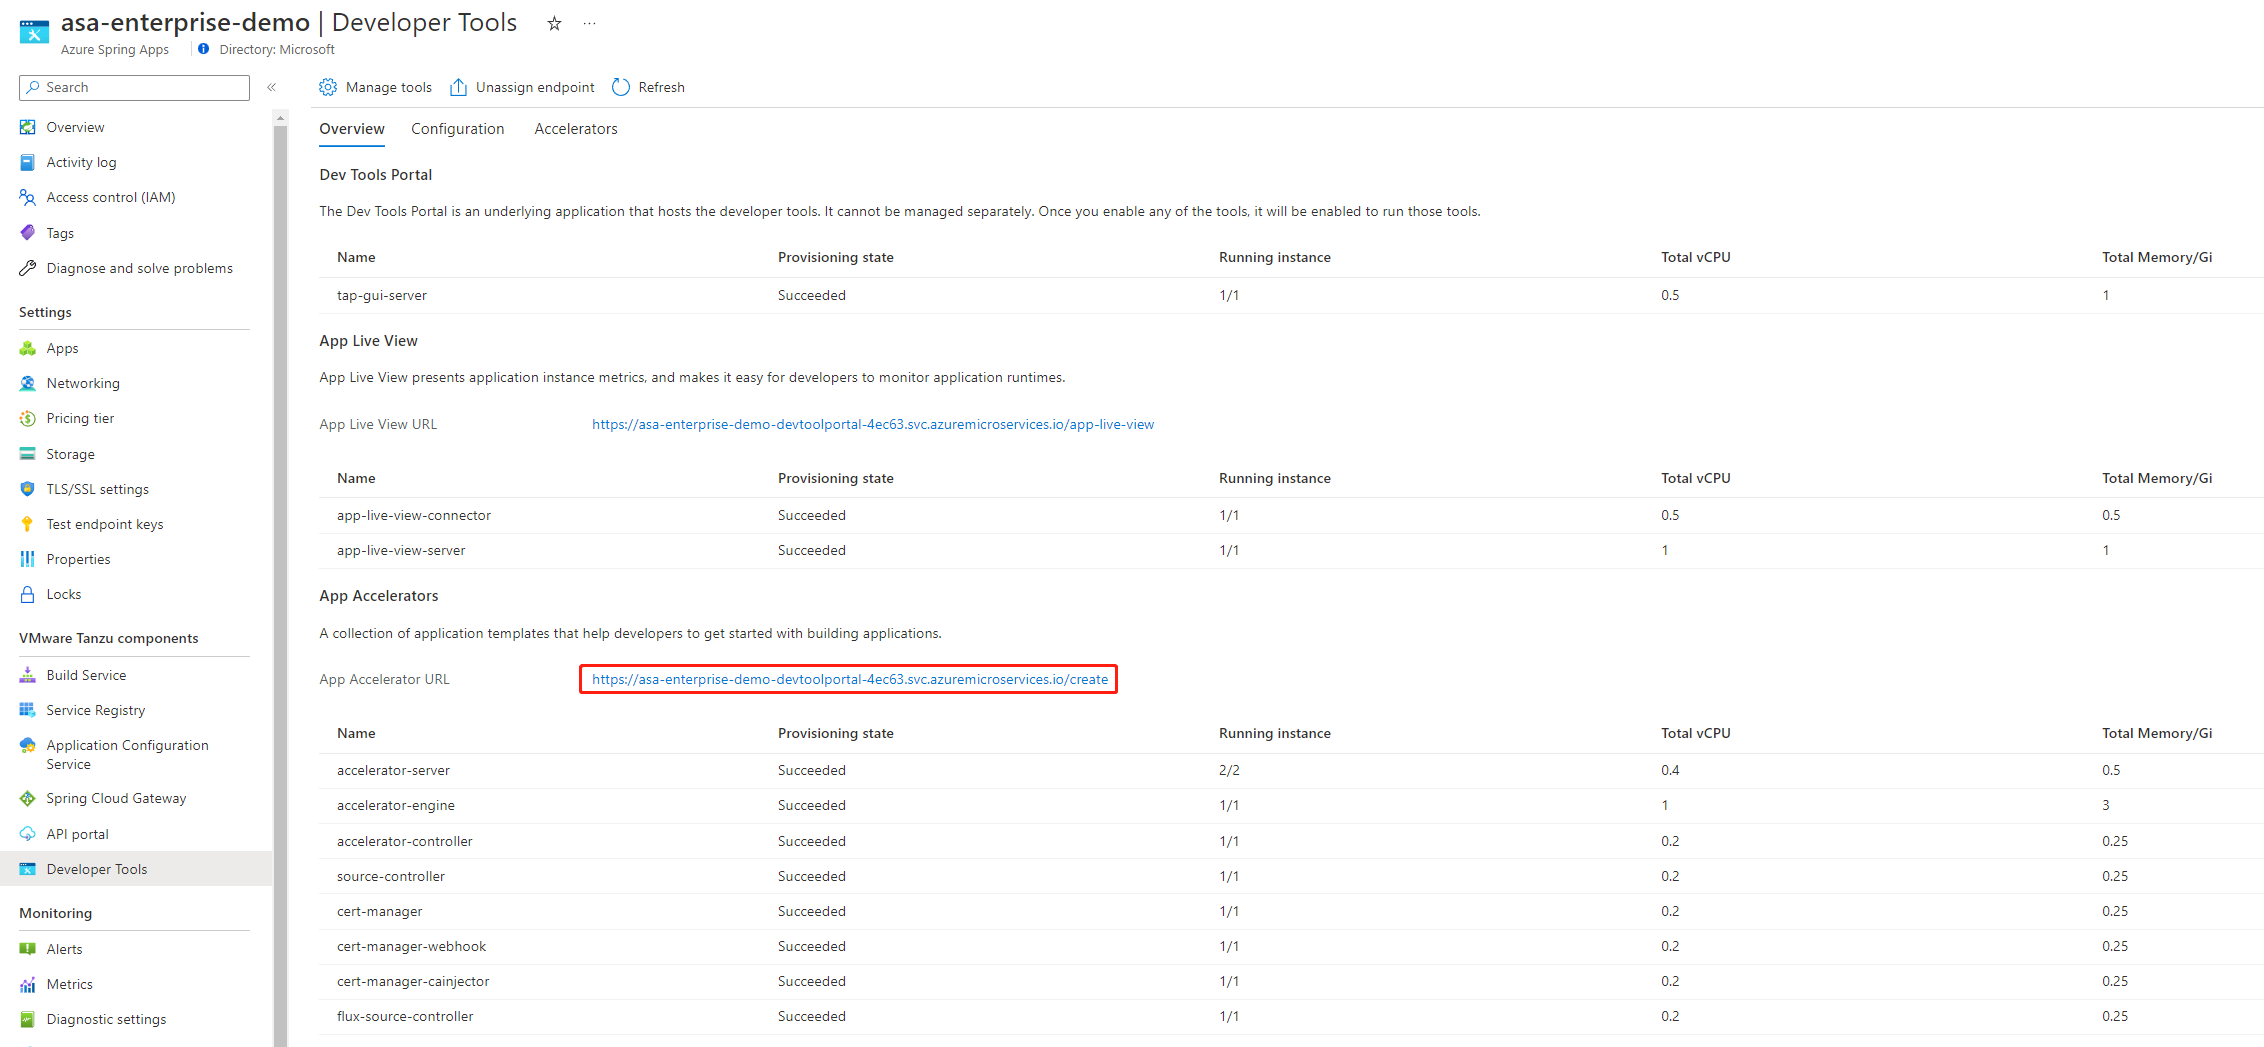 asa-enterprise-demo | Developer Tools ☆ ···
Azure Spring Apps Directory: Microsoft
Search «
Manage tools Unassign endpoint Refresh
Overview
Activity log
Access control (IAM)
Tags
Diagnose and solve problems
Settings
Apps
Networking
Pricing tier
Storage
TLS/SSL settings
Test endpoint keys
Properties
Locks
VMware Tanzu components
Build Service
Service Registry
Application Configuration
Service
Spring Cloud Gateway
API portal
Developer Tools
Monitoring
Alerts
Metrics
Diagnostic settings
Overview Configuration Accelerators
Dev Tools Portal
The Dev Tools Portal is an underlying application that hosts the developer tools. It cannot be managed separately. Once you enable any of the tools, it will be enabled to run those tools.
Name Provisioning state Running instance Total vCPU Total Memory/Gi
tap-gui-server Succeeded 1/1 0.5 1
App Live View
App Live View presents application instance metrics, and makes it easy for developers to monitor application runtimes.
App Live View URL https://asa-enterprise-demo-devtoolportal-4ec63.svc.azuremicroservices.io/app-live-view
Name Provisioning state Running instance Total vCPU Total Memory/Gi
app-live-view-connector Succeeded 1/1 0.5 0.5
app-live-view-server Succeeded 1/1 1 1
App Accelerators
A collection of application templates that help developers to get started with building applications.
App Accelerator URL https://asa-enterprise-demo-devtoolportal-4ec63.svc.azuremicroservices.io/create
Name Provisioning state Running instance Total vCPU Total Memory/Gi
accelerator-server Succeeded 2/2 0.4 0.5
accelerator-engine Succeeded 1/1 1 3
accelerator-controller Succeeded 1/1 0.2 0.25
source-controller Succeeded 1/1 0.2 0.25
cert-manager Succeeded 1/1 0.2 0.25
cert-manager-webhook Succeeded 1/1 0.2 0.25
cert-manager-cainjector Succeeded 1/1 0.2 0.25
flux-source-controller Succeeded 1/1 0.2 0.25